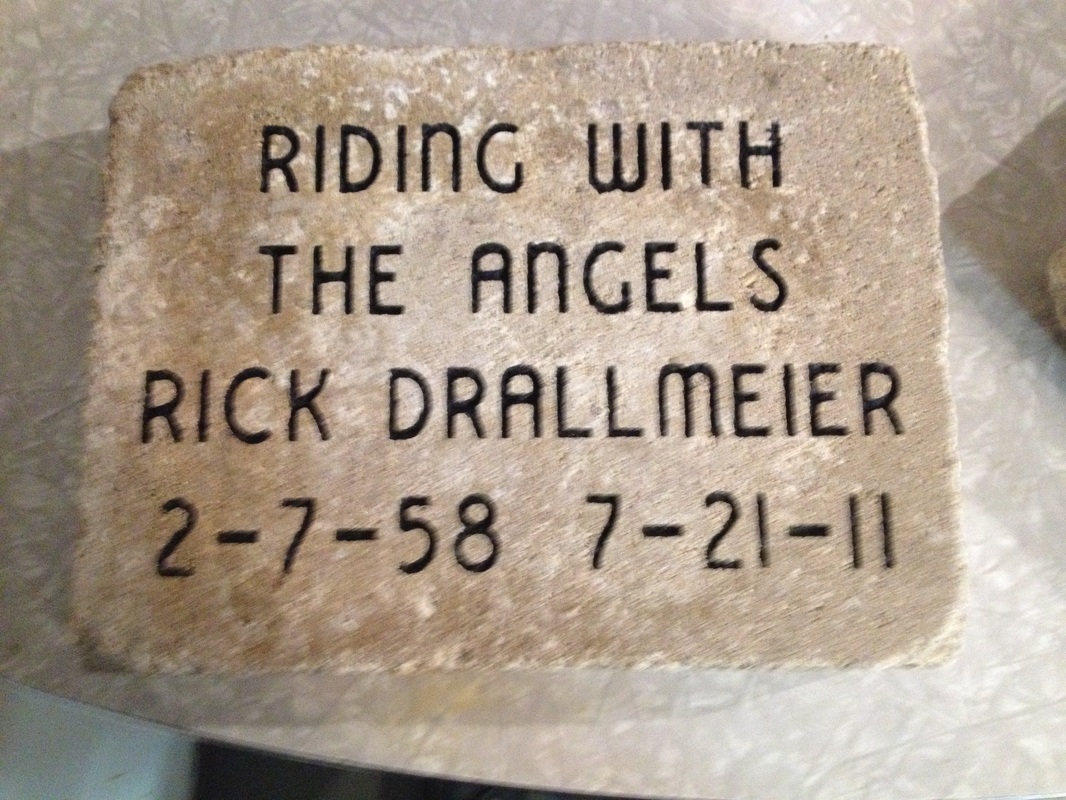 RIDING WITH
THE ANGELS
RICK DRALLMEIER
2-7-58 7-21-11